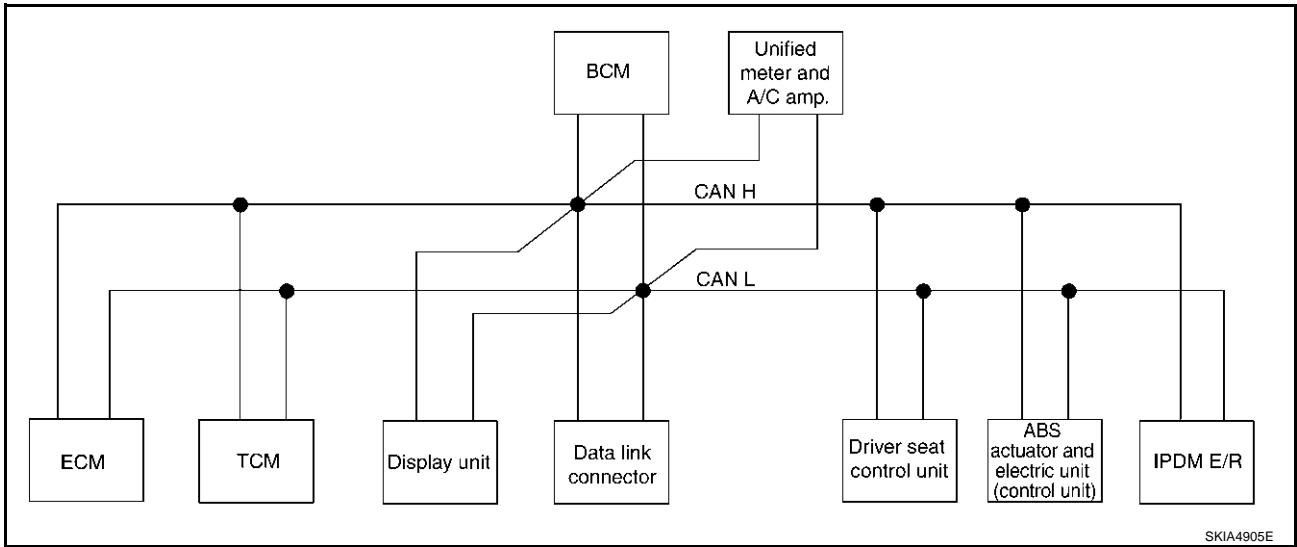 BCM
Unified
meter and
A/C amp.
CAN H
CAN L
ECM
TCM
Display unit
Data link
connector
Driver seat
control unit
ABS
actuator and
electric unit
(control unit)
IPDM E/R
SKIA4905E